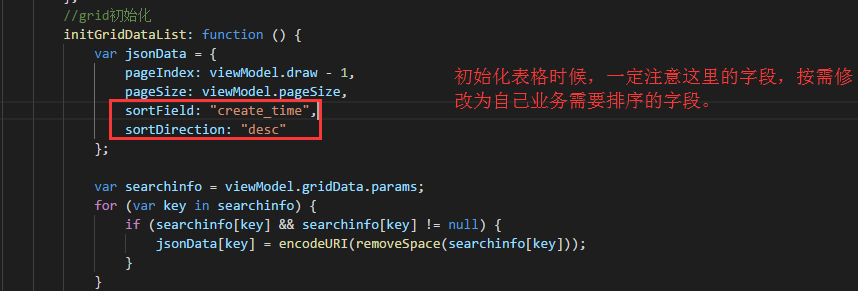 //grid初始化
initGridDataList: function () {
var jsonData = {
pageIndex: viewModel.draw - 1,
pageSize: viewModel.pageSize,
sortField: "create_time",
sortDirection: "desc"
};
初始化表格时候，一定注意这里的字段，按需修
改为自己业务需要排序的字段。
var searchinfo = viewModel.gridData.params;
for (var key in searchinfo) {
if (searchinfo[key] && searchinfo[key] != null) {
jsonData[key] = encodeURI(removeSpace(searchinfo[key]));
}
}